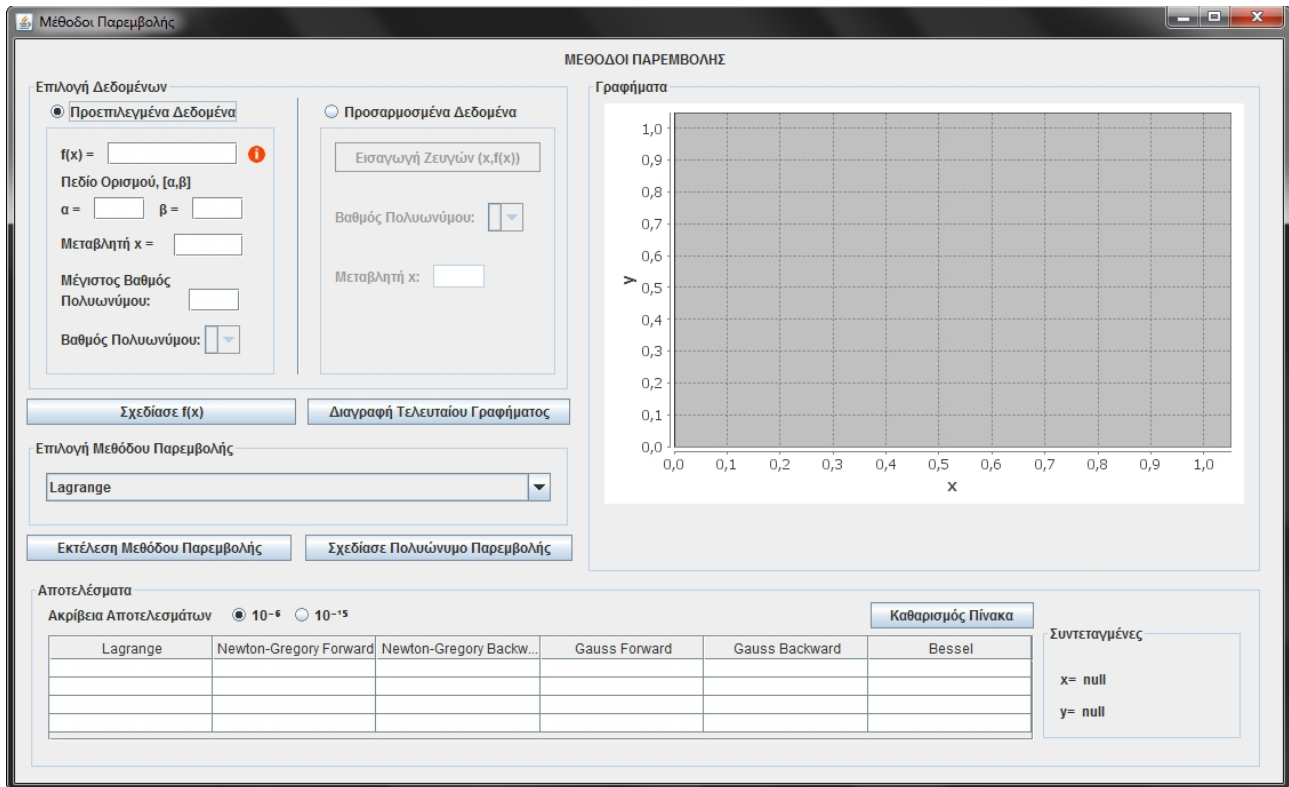 Μέθοδοι Παρεμβολής
ΜΕΘΟΔΟΙ ΠΑΡΕΜΒΟΛΗΣ
Επιλογή Δεδομένων
Προεπιλεγμένα Δεδομένα
f(x) =
Πεδίο Ορισμού, [α,β]
α = β =
Μεταβλητή x =
Μέγιστος Βαθμός
Πολυωνύμου:
Βαθμός Πολυωνύμου:
Προσαρμοσμένα Δεδομένα
Εισαγωγή Ζευγών (x,f(x))
Βαθμός Πολυωνύμου:
Μεταβλητή x:
Σχεδίασε f(x) Διαγραφή Τελευταίου Γραφήματος
Επιλογή Μεθόδου Παρεμβολής
Lagrange
Εκτέλεση Μεθόδου Παρεμβολής Σχεδίασε Πολυώνυμο Παρεμβολής
Γραφήματα
1,0
0,9
0,8
0,7
0,6
0,5
0,4
0,3
0,2
0,1
0,0
y
0,0 0,1 0,2 0,3 0,4 0,5 0,6 0,7 0,8 0,9 1,0
x
Αποτελέσματα
Ακρίβεια Αποτελεσμάτων 10⁻⁶ 10⁻¹⁵ Καθαρισμός Πίνακα
Lagrange Newton-Gregory Forward Newton-Gregory Backw... Gauss Forward Gauss Backward Bessel
Συντεταγμένες
x= null
y= null